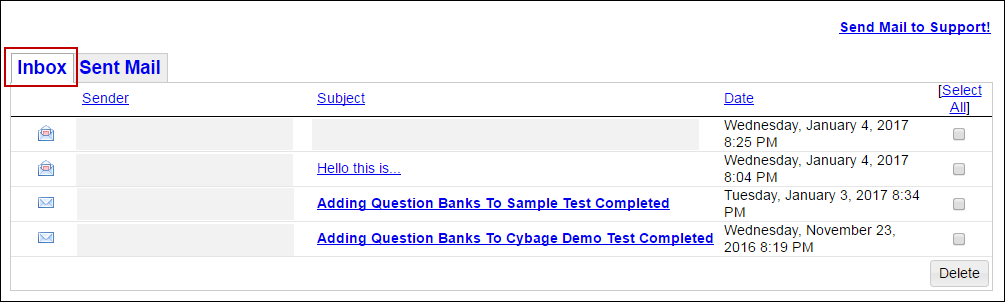 Send Mail to Support!
Inbox Sent Mail
Sender Subject Date [Select
All]
Wednesday, January 4, 2017
8:25 PM
Hello this is... Wednesday, January 4, 2017
8:04 PM
Adding Question Banks To Sample Test Completed Tuesday, January 3, 2017 8:34
PM
Adding Question Banks To Cybage Demo Test Completed Wednesday, November 23,
2016 8:19 PM
Delete